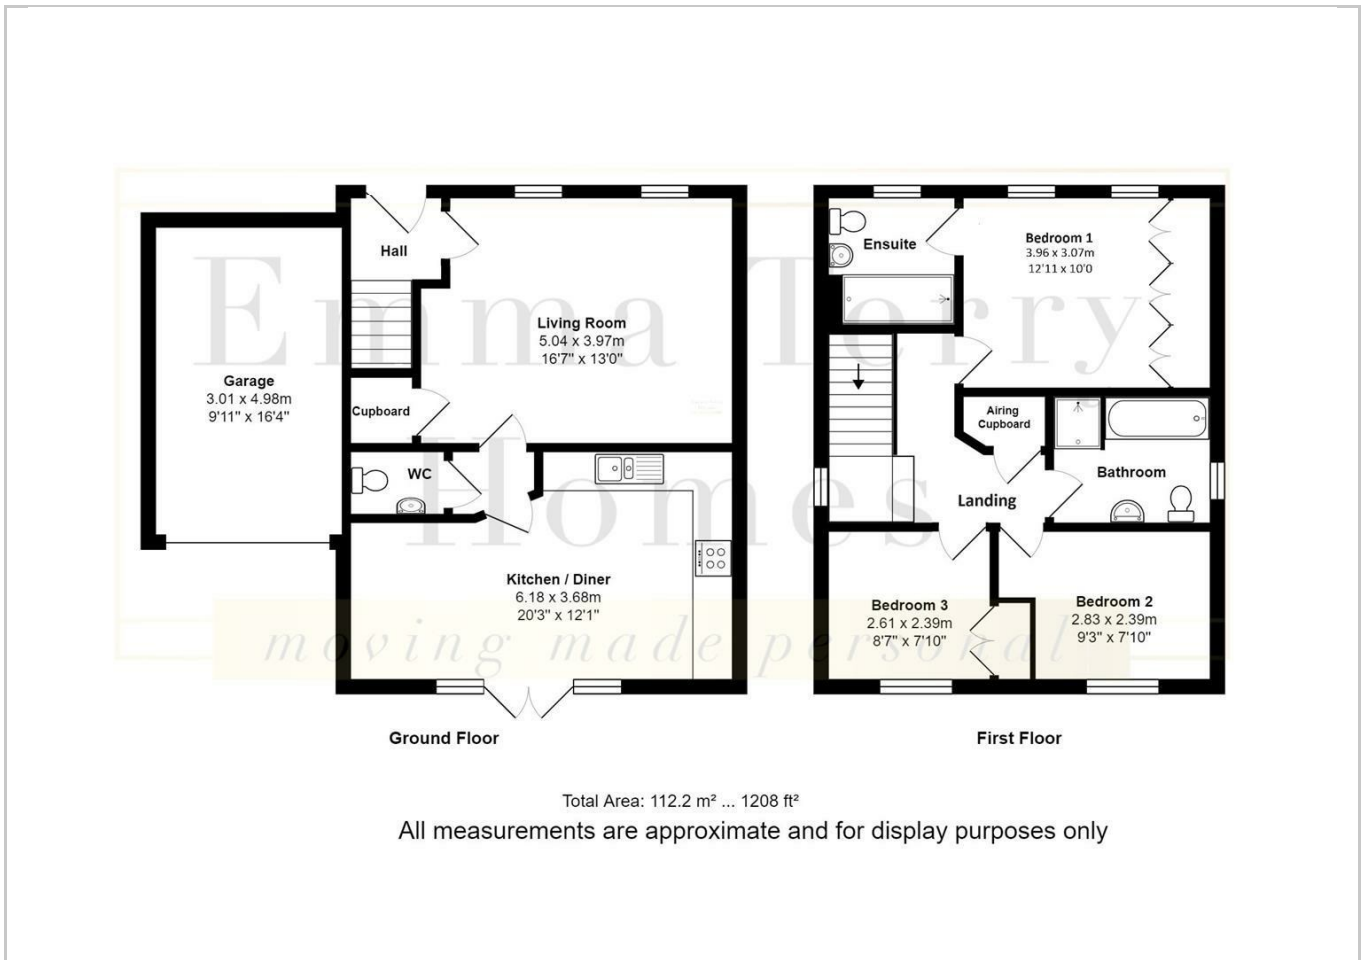 Hall
Living Room
5.04 x 3.97m
16'7" x 13'0"
Garage
3.01 x 4.98m
9'11" x 16'4"
Cupboard
WC
Kitchen / Diner
6.18 x 3.68m
20'3" x 12'1"
Ground Floor
Ensuite
Bedroom 1
3.96 x 3.07m
12'11 x 10'0
Airing
Cupboard
Bathroom
Landing
Bedroom 3
2.61 x 2.39m
8'7" x 7'10"
Bedroom 2
2.83 x 2.39m
9'3" x 7'10"
First Floor
Emma Terry
Homes
moving made personal
Total Area: 112.2 m² ... 1208 ft²
All measurements are approximate and for display purposes only